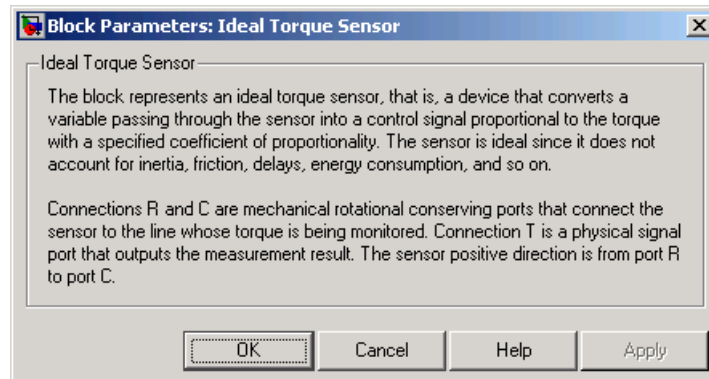 Block Parameters: Ideal Torque Sensor
Ideal Torque Sensor
The block represents an ideal torque sensor, that is, a device that converts a
variable passing through the sensor into a control signal proportional to the torque
with a specified coefficient of proportionality. The sensor is ideal since it does not
account for inertia, friction, delays, energy consumption, and so on.
Connections R and C are mechanical rotational conserving ports that connect the
sensor to the line whose torque is being monitored. Connection T is a physical signal
port that outputs the measurement result. The sensor positive direction is from port R
to port C.
OK Cancel Help Apply